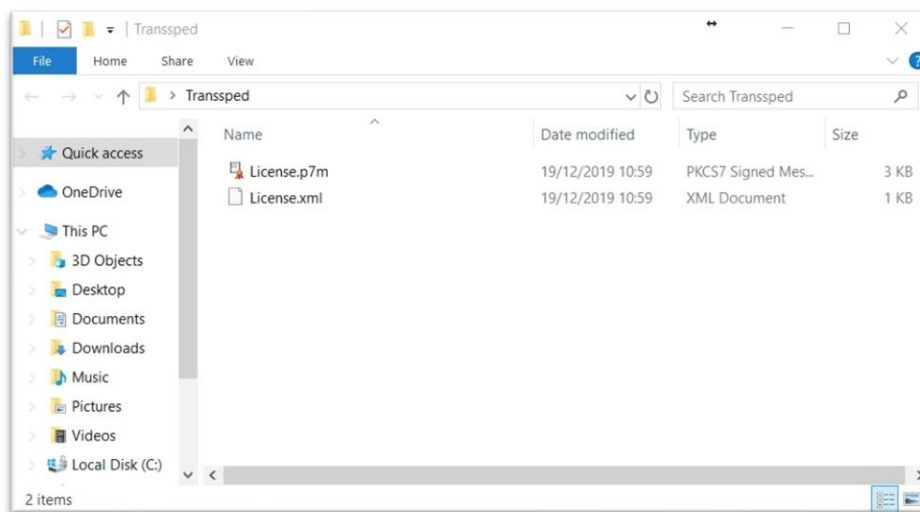 Transsped
File Home Share View
Transsped Search Transsped
Name Date modified Type Size
Quick access
License.p7m 19/12/2019 10:59 PKCS7 Signed Mes... 3 KB
OneDrive
License.xml 19/12/2019 10:59 XML Document 1 KB
This PC
3D Objects
Desktop
Documents
Downloads
Music
Pictures
Videos
Local Disk (C:)
2 items